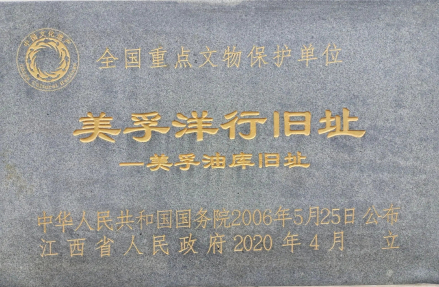 全国重点文物保护单位
美孚洋行旧址
—美孚油库旧址
中华人民共和国国务院2006年5月25日公布
江西省人民政府2020年4月 立